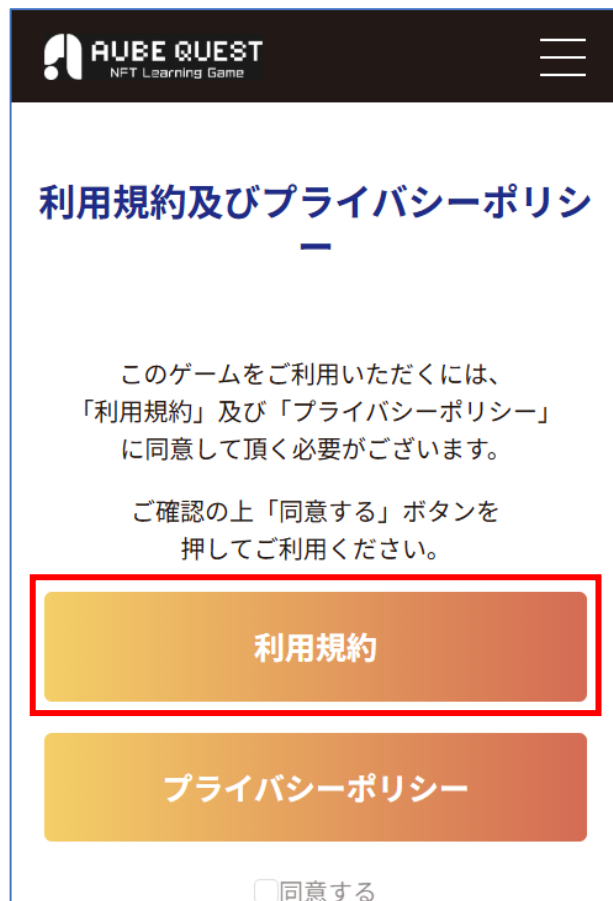 AUBE QUEST
NFT Learning Game
利用規約及びプライバシーポリシ
ー
このゲームをご利用いただくには、
「利用規約」及び「プライバシーポリシー」
に同意して頂く必要がございます。
ご確認の上「同意する」ボタンを
押してご利用ください。
利用規約
プライバシーポリシー
同意する